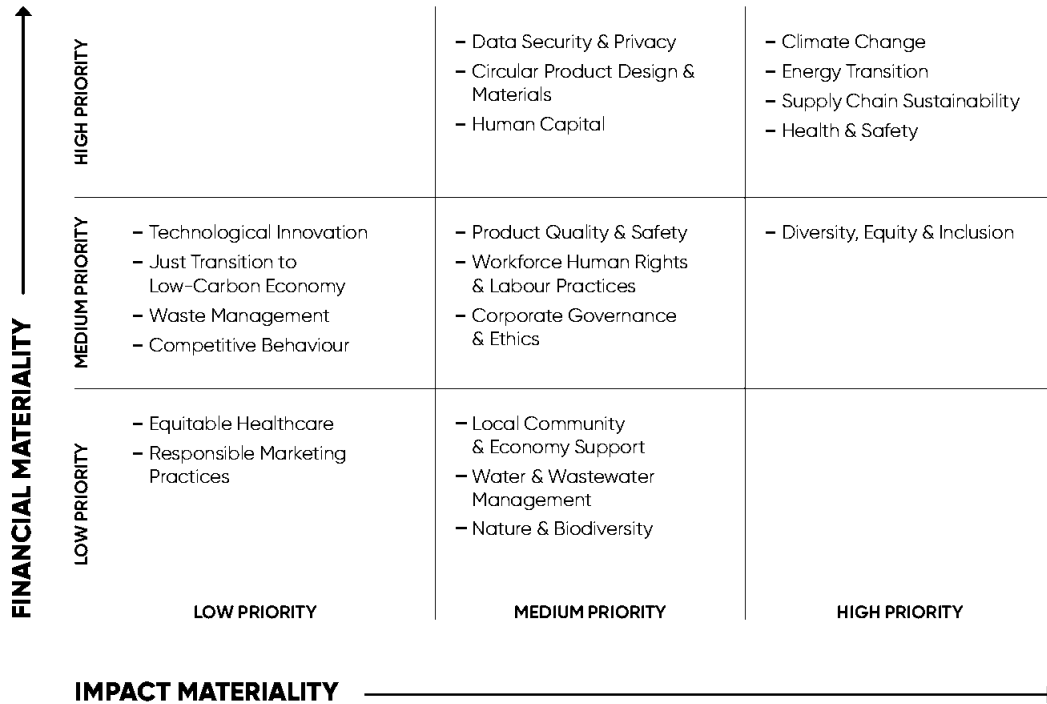 FINANCIAL MATERIALITY
HIGH PRIORITY
– Data Security & Privacy
– Circular Product Design &
Materials
– Human Capital
– Climate Change
– Energy Transition
– Supply Chain Sustainability
– Health & Safety
MEDIUM PRIORITY
– Technological Innovation
– Just Transition to
Low-Carbon Economy
– Waste Management
– Competitive Behaviour
– Product Quality & Safety
– Workforce Human Rights
& Labour Practices
– Corporate Governance
& Ethics
– Diversity, Equity & Inclusion
LOW PRIORITY
– Equitable Healthcare
– Responsible Marketing
Practices
– Local Community
& Economy Support
– Water & Wastewater
Management
– Nature & Biodiversity
LOW PRIORITY
MEDIUM PRIORITY
HIGH PRIORITY
IMPACT MATERIALITY